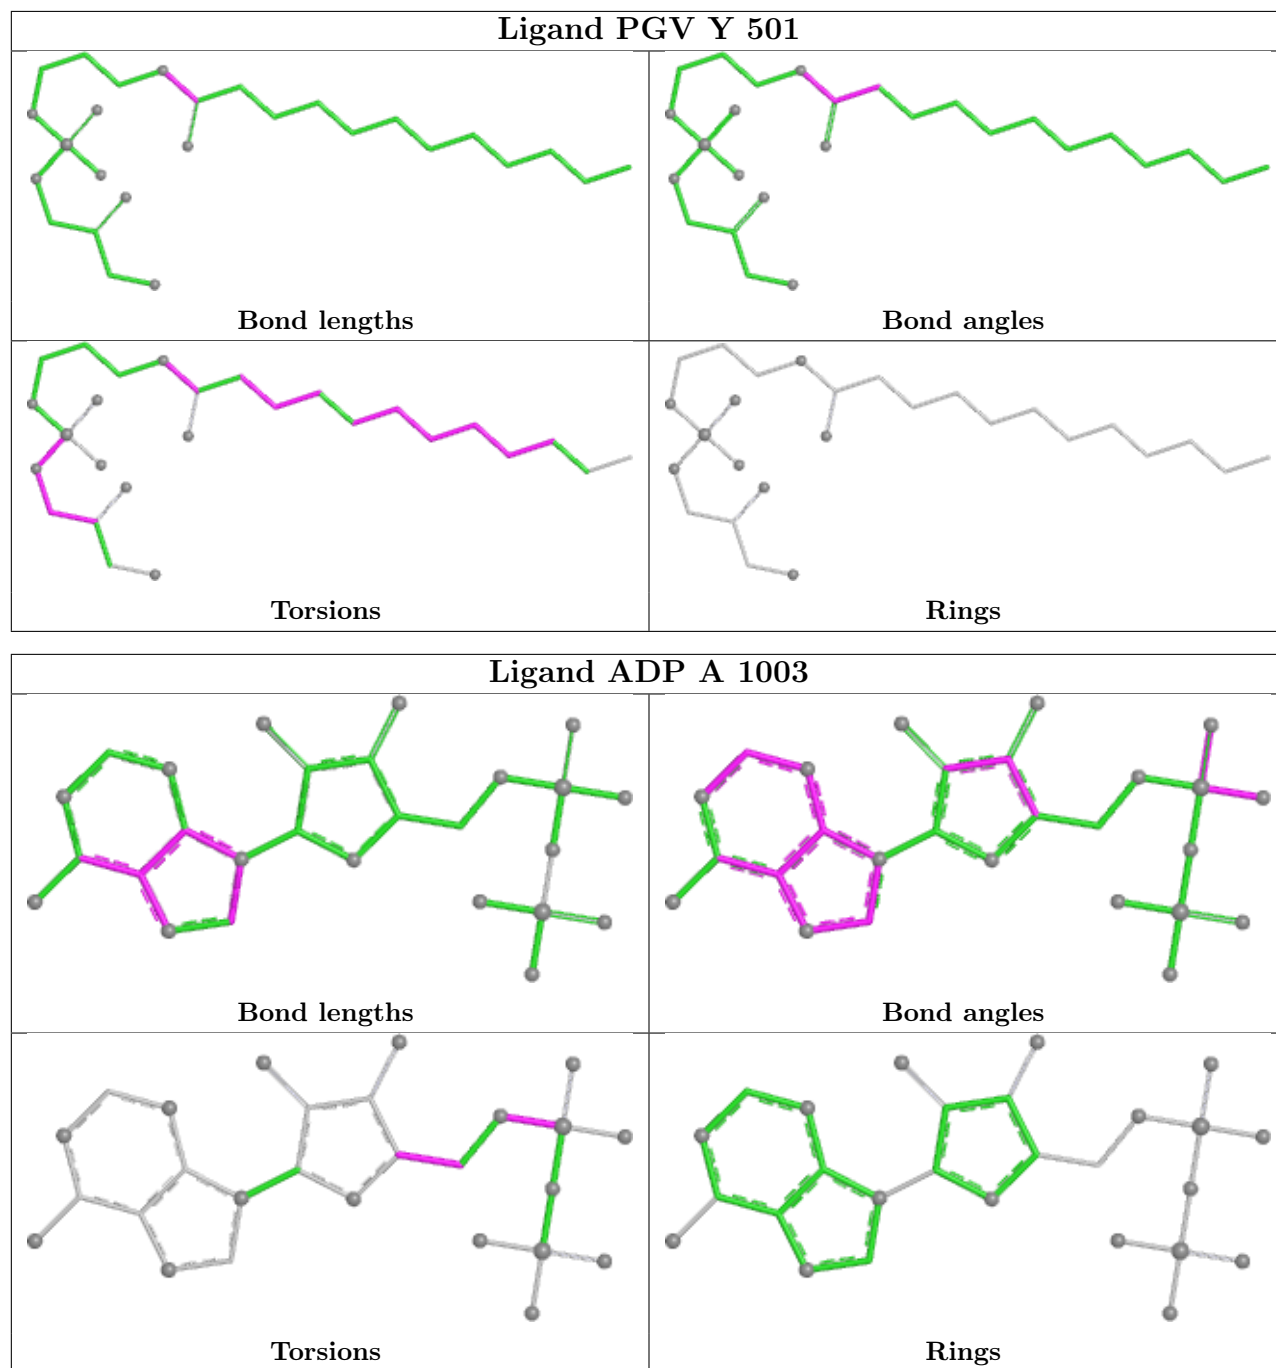 Ligand PGV Y 501
Bond lengths
Bond angles
Torsions
Rings
Ligand ADP A 1003
Bond lengths
Bond angles
Torsions
Rings